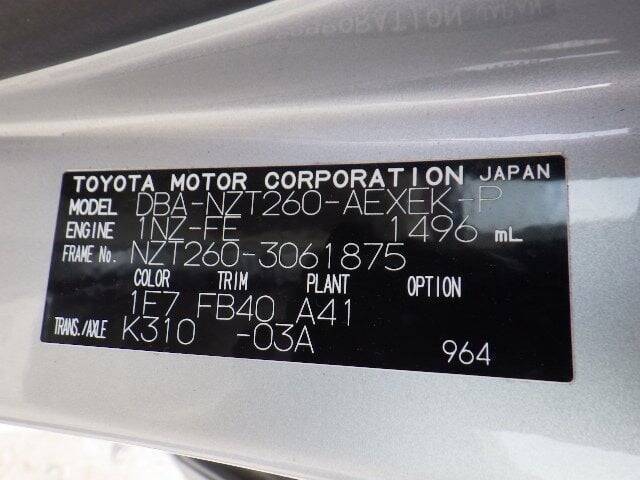 TOYOTA MOTOR CORPORATION JAPAN
MODEL DBA-NZT260-AEXEK-P
ENGINE 1NZ-FE 1496 mL
FRAME No. NZT260-3061875
COLOR TRIM PLANT OPTION
1E7 FB40 A41
TRANS./AXLE K310 -03A
964